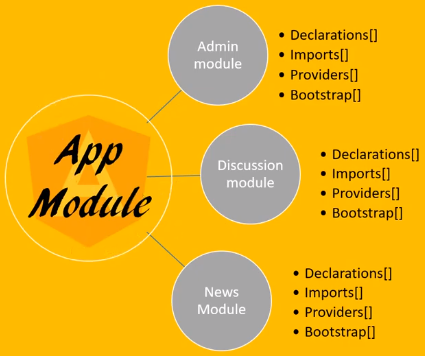 App
Module
Admin
module
• Declarations[]
• Imports[]
• Providers[]
• Bootstrap[]
Discussion
module
• Declarations[]
• Imports[]
• Providers[]
• Bootstrap[]
News
Module
• Declarations[]
• Imports[]
• Providers[]
• Bootstrap[]